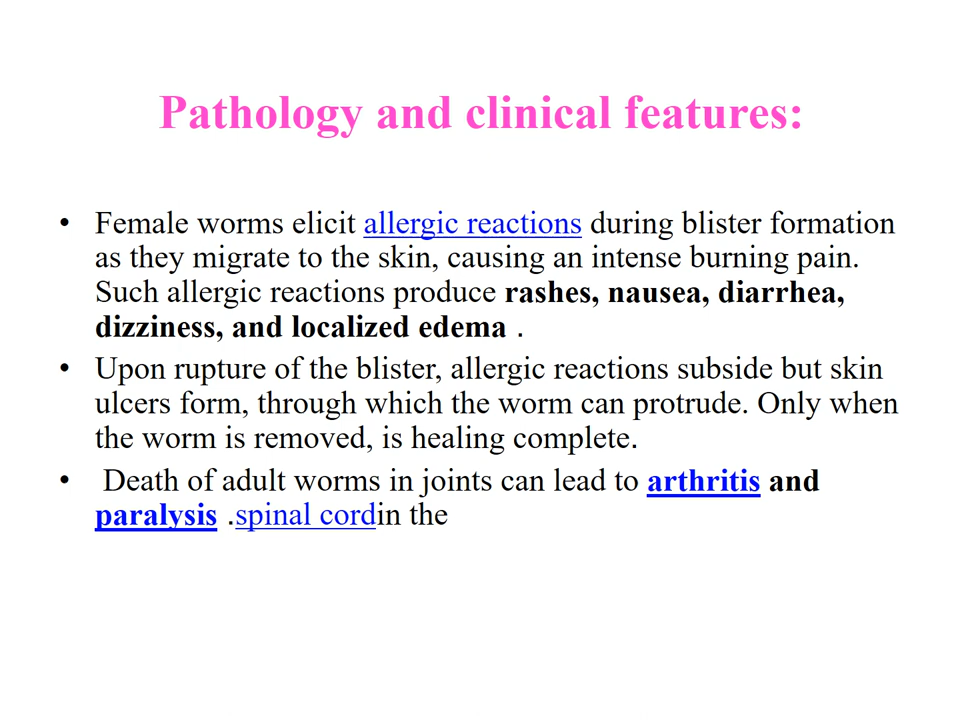 Pathology and clinical features:
• Female worms elicit allergic reactions during blister formation
as they migrate to the skin, causing an intense burning pain.
Such allergic reactions produce rashes, nausea, diarrhea,
dizziness, and localized edema .
• Upon rupture of the blister, allergic reactions subside but skin
ulcers form, through which the worm can protrude. Only when
the worm is removed, is healing complete.
• Death of adult worms in joints can lead to arthritis and
paralysis .spinal cordin the